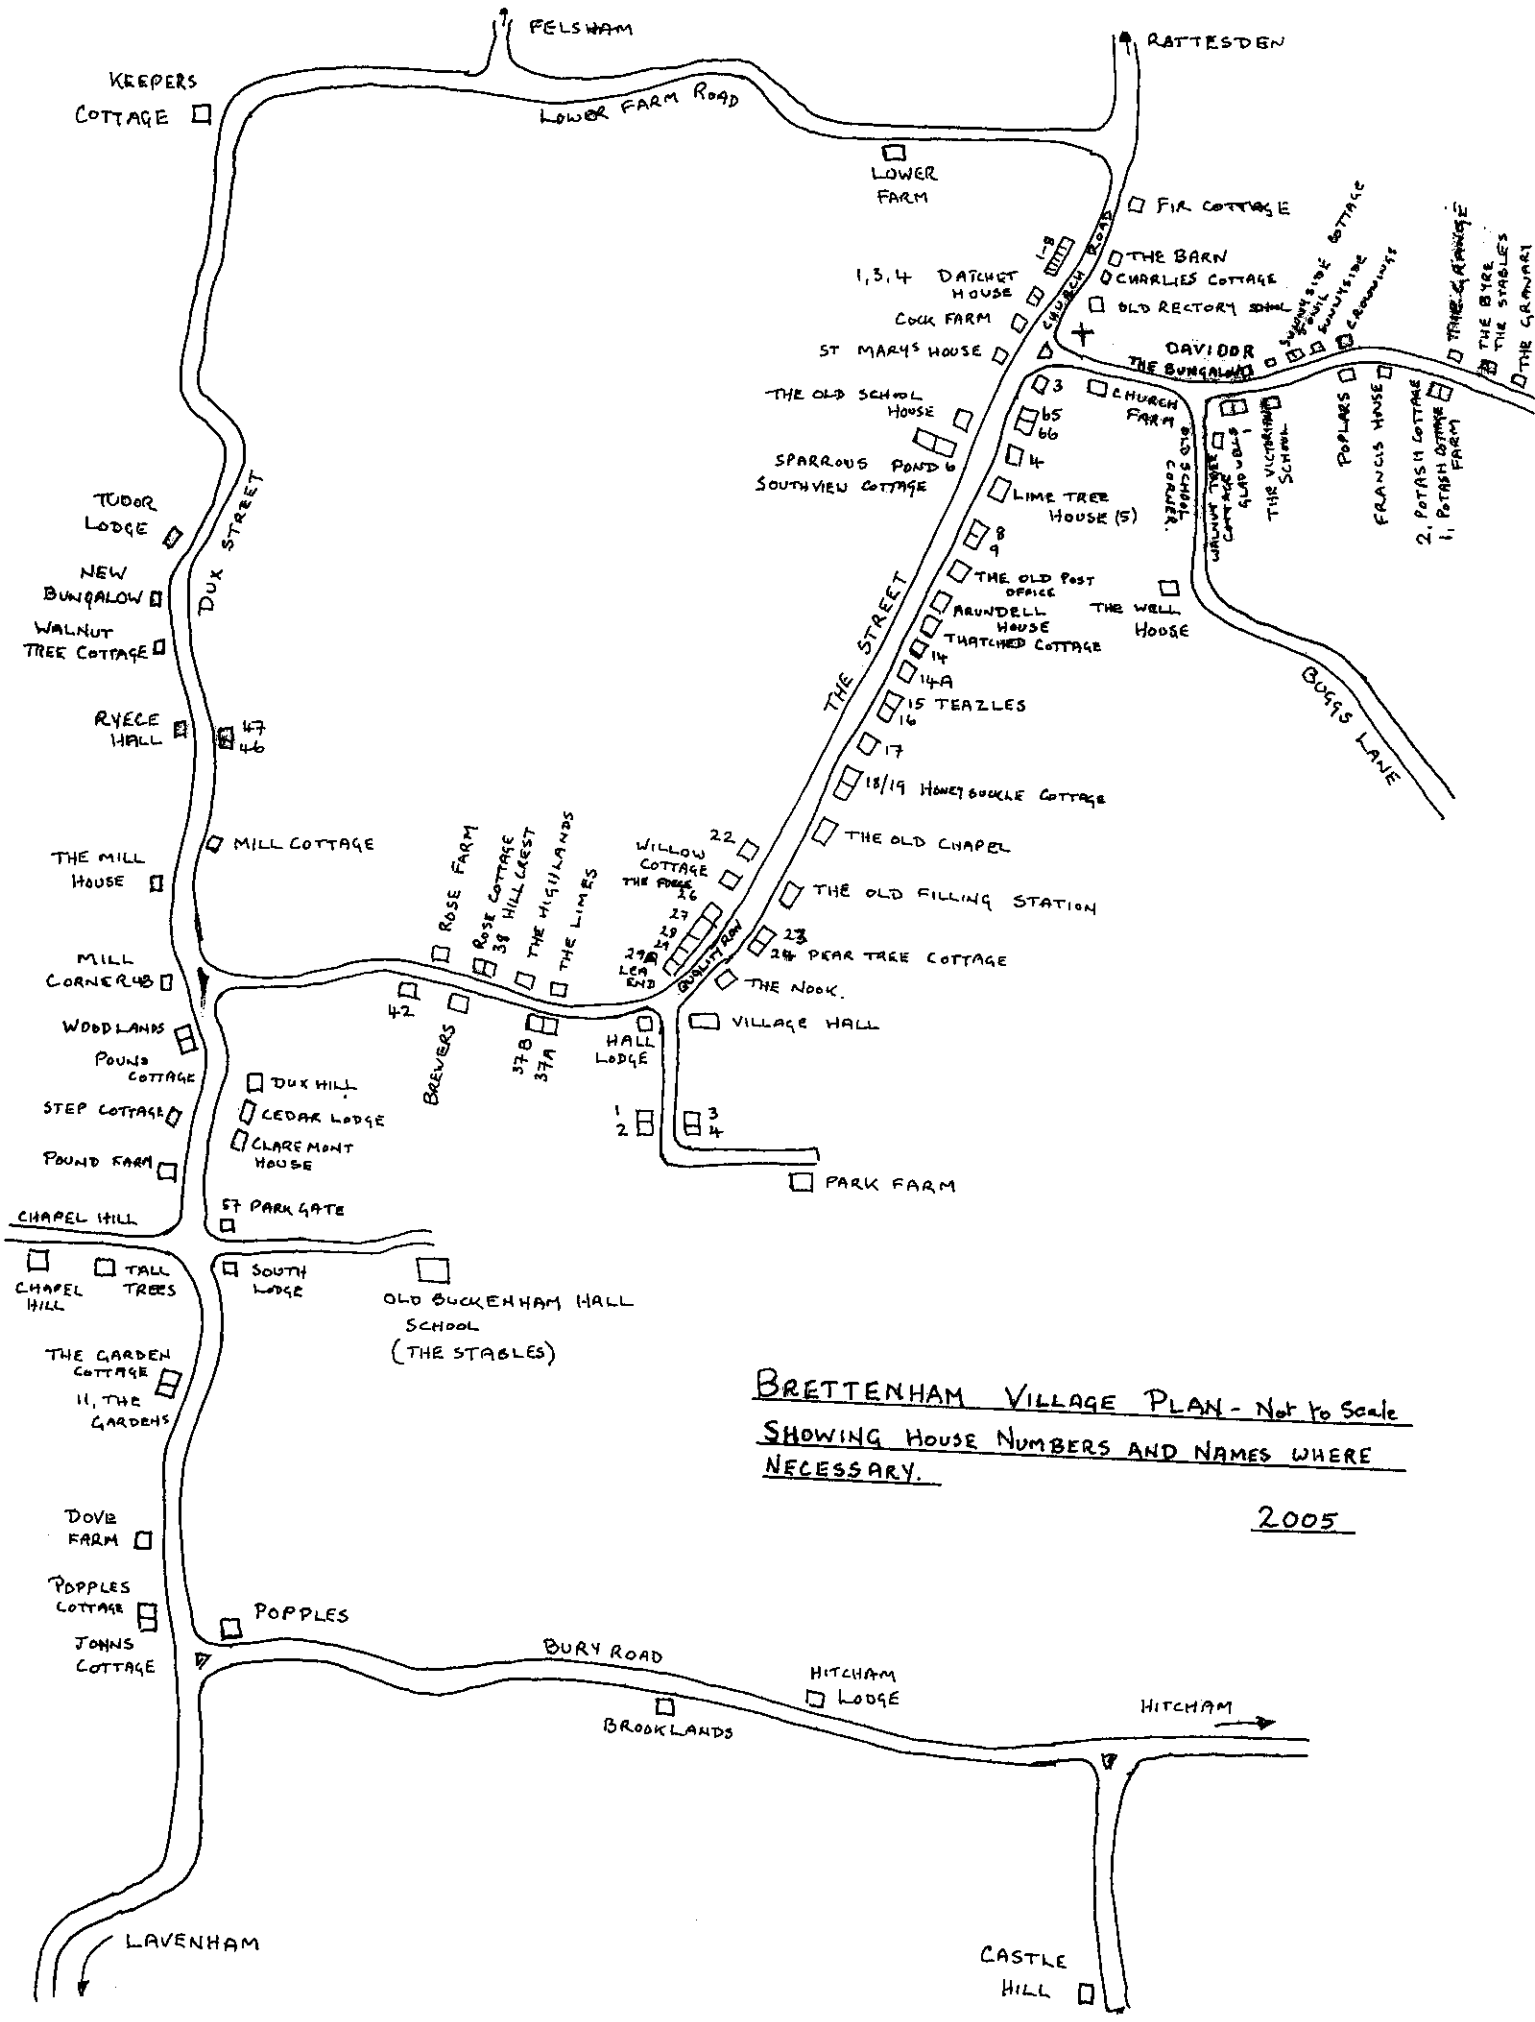 FELSHAM
RATTESDEN
KEEPERS
COTTAGE
LOWER FARM ROAD
LOWER
FARM
CHURCH ROAD
FIR COTTAGE
1-8
THE BARN
CHARLIES COTTAGE
OLD RECTORY
1,3,4 DATCHET
HOUSE
COCK FARM
ST MARYS HOUSE
DAVIDOR
THE BUNGALOW
SUNNYSIDE COTTAGE
SUNNYSIDE
CROWNINGS
THE GRANGE
THE BYRE
THE STABLES
THE GRANARY
THE OLD SCHOOL
HOUSE
3
CHURCH
FARM
65
66
SPARROWS POND 6
SOUTHVIEW COTTAGE
4
LIME TREE
HOUSE (5)
OLD SCHOOL
CORNER.
WALNUT TREE
COTTAGE
1
THE VICTORIAN
SCHOOL
POPLARS
FRANCIS HOUSE
2, POTASH COTTAGE
1, POTASH COTTAGE
FARM
8
9
THE OLD POST
OFFICE
ARUNDELL
HOUSE
THATCHED COTTAGE
THE WELL
HOUSE
BUGGS LANE
THE STREET
14
14A
15 TEAZLES
16
17
18/19 HONEYSUCKLE COTTAGE
THE OLD CHAPEL
THE OLD FILLING STATION
23
24 PEAR TREE COTTAGE
THE NOOK.
VILLAGE HALL
QUALITY ROW
22
WILLOW
COTTAGE
THE FORGE
26
27
28
29
29A
LEA
END
TUDOR
LODGE
DUX STREET
NEW
BUNGALOW
WALNUT
TREE COTTAGE
RYECE
HALL
47
46
MILL COTTAGE
THE MILL
HOUSE
ROSE FARM
ROSE COTTAGE
38 HILLCREST
THE HIGHLANDS
THE LIMES
MILL
CORNER 43
42
BREWERS
37B
37A
HALL
LODGE
WOODLANDS
POUND
COTTAGE
DUX HILL
CEDAR LODGE
CLAREMONT
HOUSE
STEP COTTAGE
POUND FARM
1
2
3
4
PARK FARM
CHAPEL HILL
57 PARK GATE
CHAPEL
HILL
TALL
TREES
SOUTH
LODGE
OLD BUCKENHAM HALL
SCHOOL
(THE STABLES)
THE GARDEN
COTTAGE
11, THE
GARDENS
BRETTENHAM VILLAGE PLAN - Not to Scale
SHOWING HOUSE NUMBERS AND NAMES WHERE
NECESSARY.
2005
DOVE
FARM
POPPLES
COTTAGE
JOHNS
COTTAGE
POPPLES
BURY ROAD
BROOKLANDS
HITCHAM
LODGE
HITCHAM
LAVENHAM
CASTLE
HILL